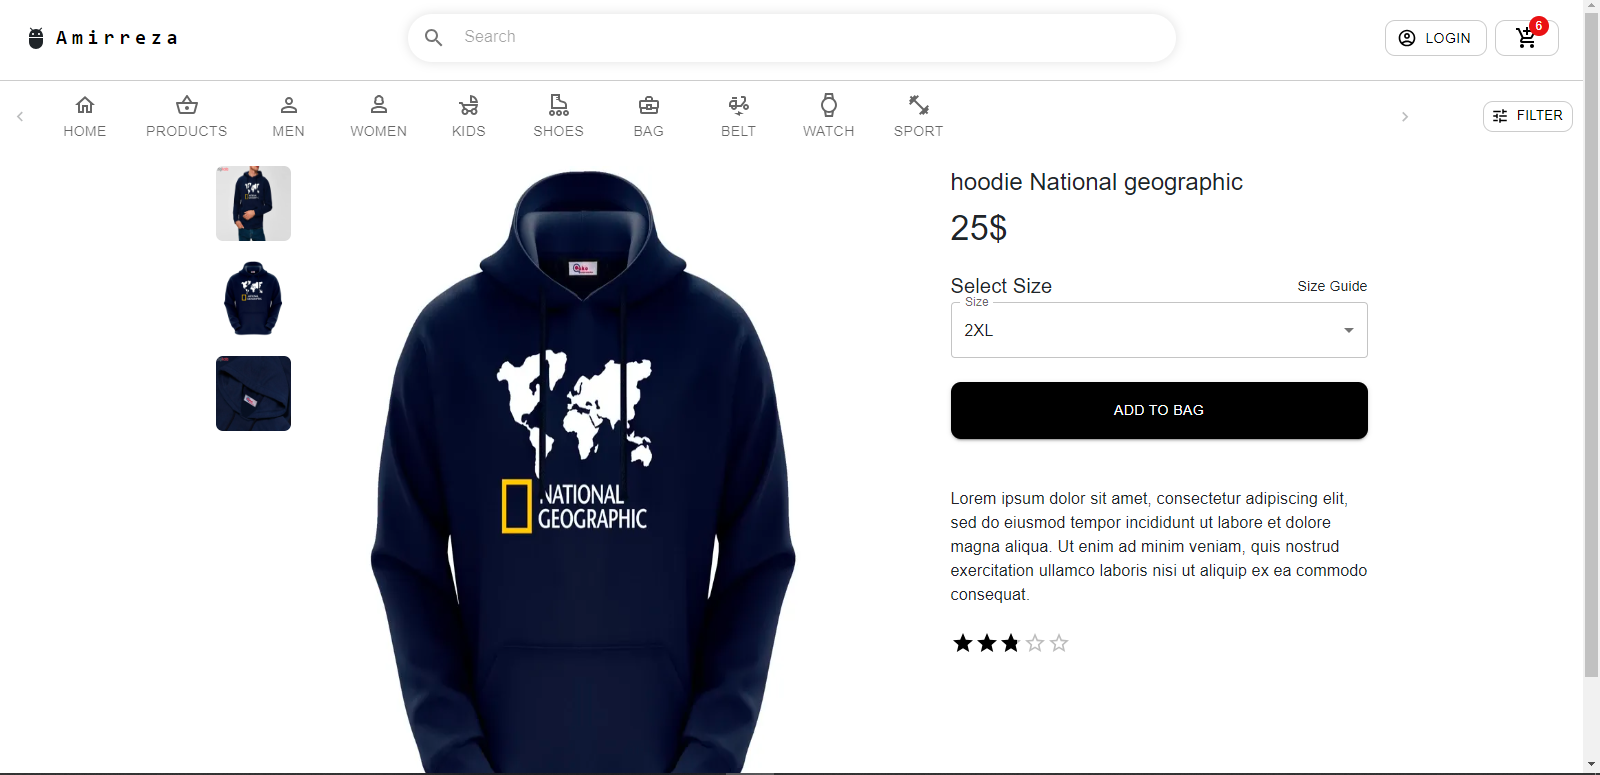 Amirreza
Search
LOGIN
6
HOME
PRODUCTS
MEN
WOMEN
KIDS
SHOES
BAG
BELT
WATCH
SPORT
FILTER
NATIONAL
GEOGRAPHIC
hoodie National geographic
25$
Select Size
Size Guide
Size
2XL
ADD TO BAG
Lorem ipsum dolor sit amet, consectetur adipiscing elit,
sed do eiusmod tempor incididunt ut labore et dolore
magna aliqua. Ut enim ad minim veniam, quis nostrud
exercitation ullamco laboris nisi ut aliquip ex ea commodo
consequat.